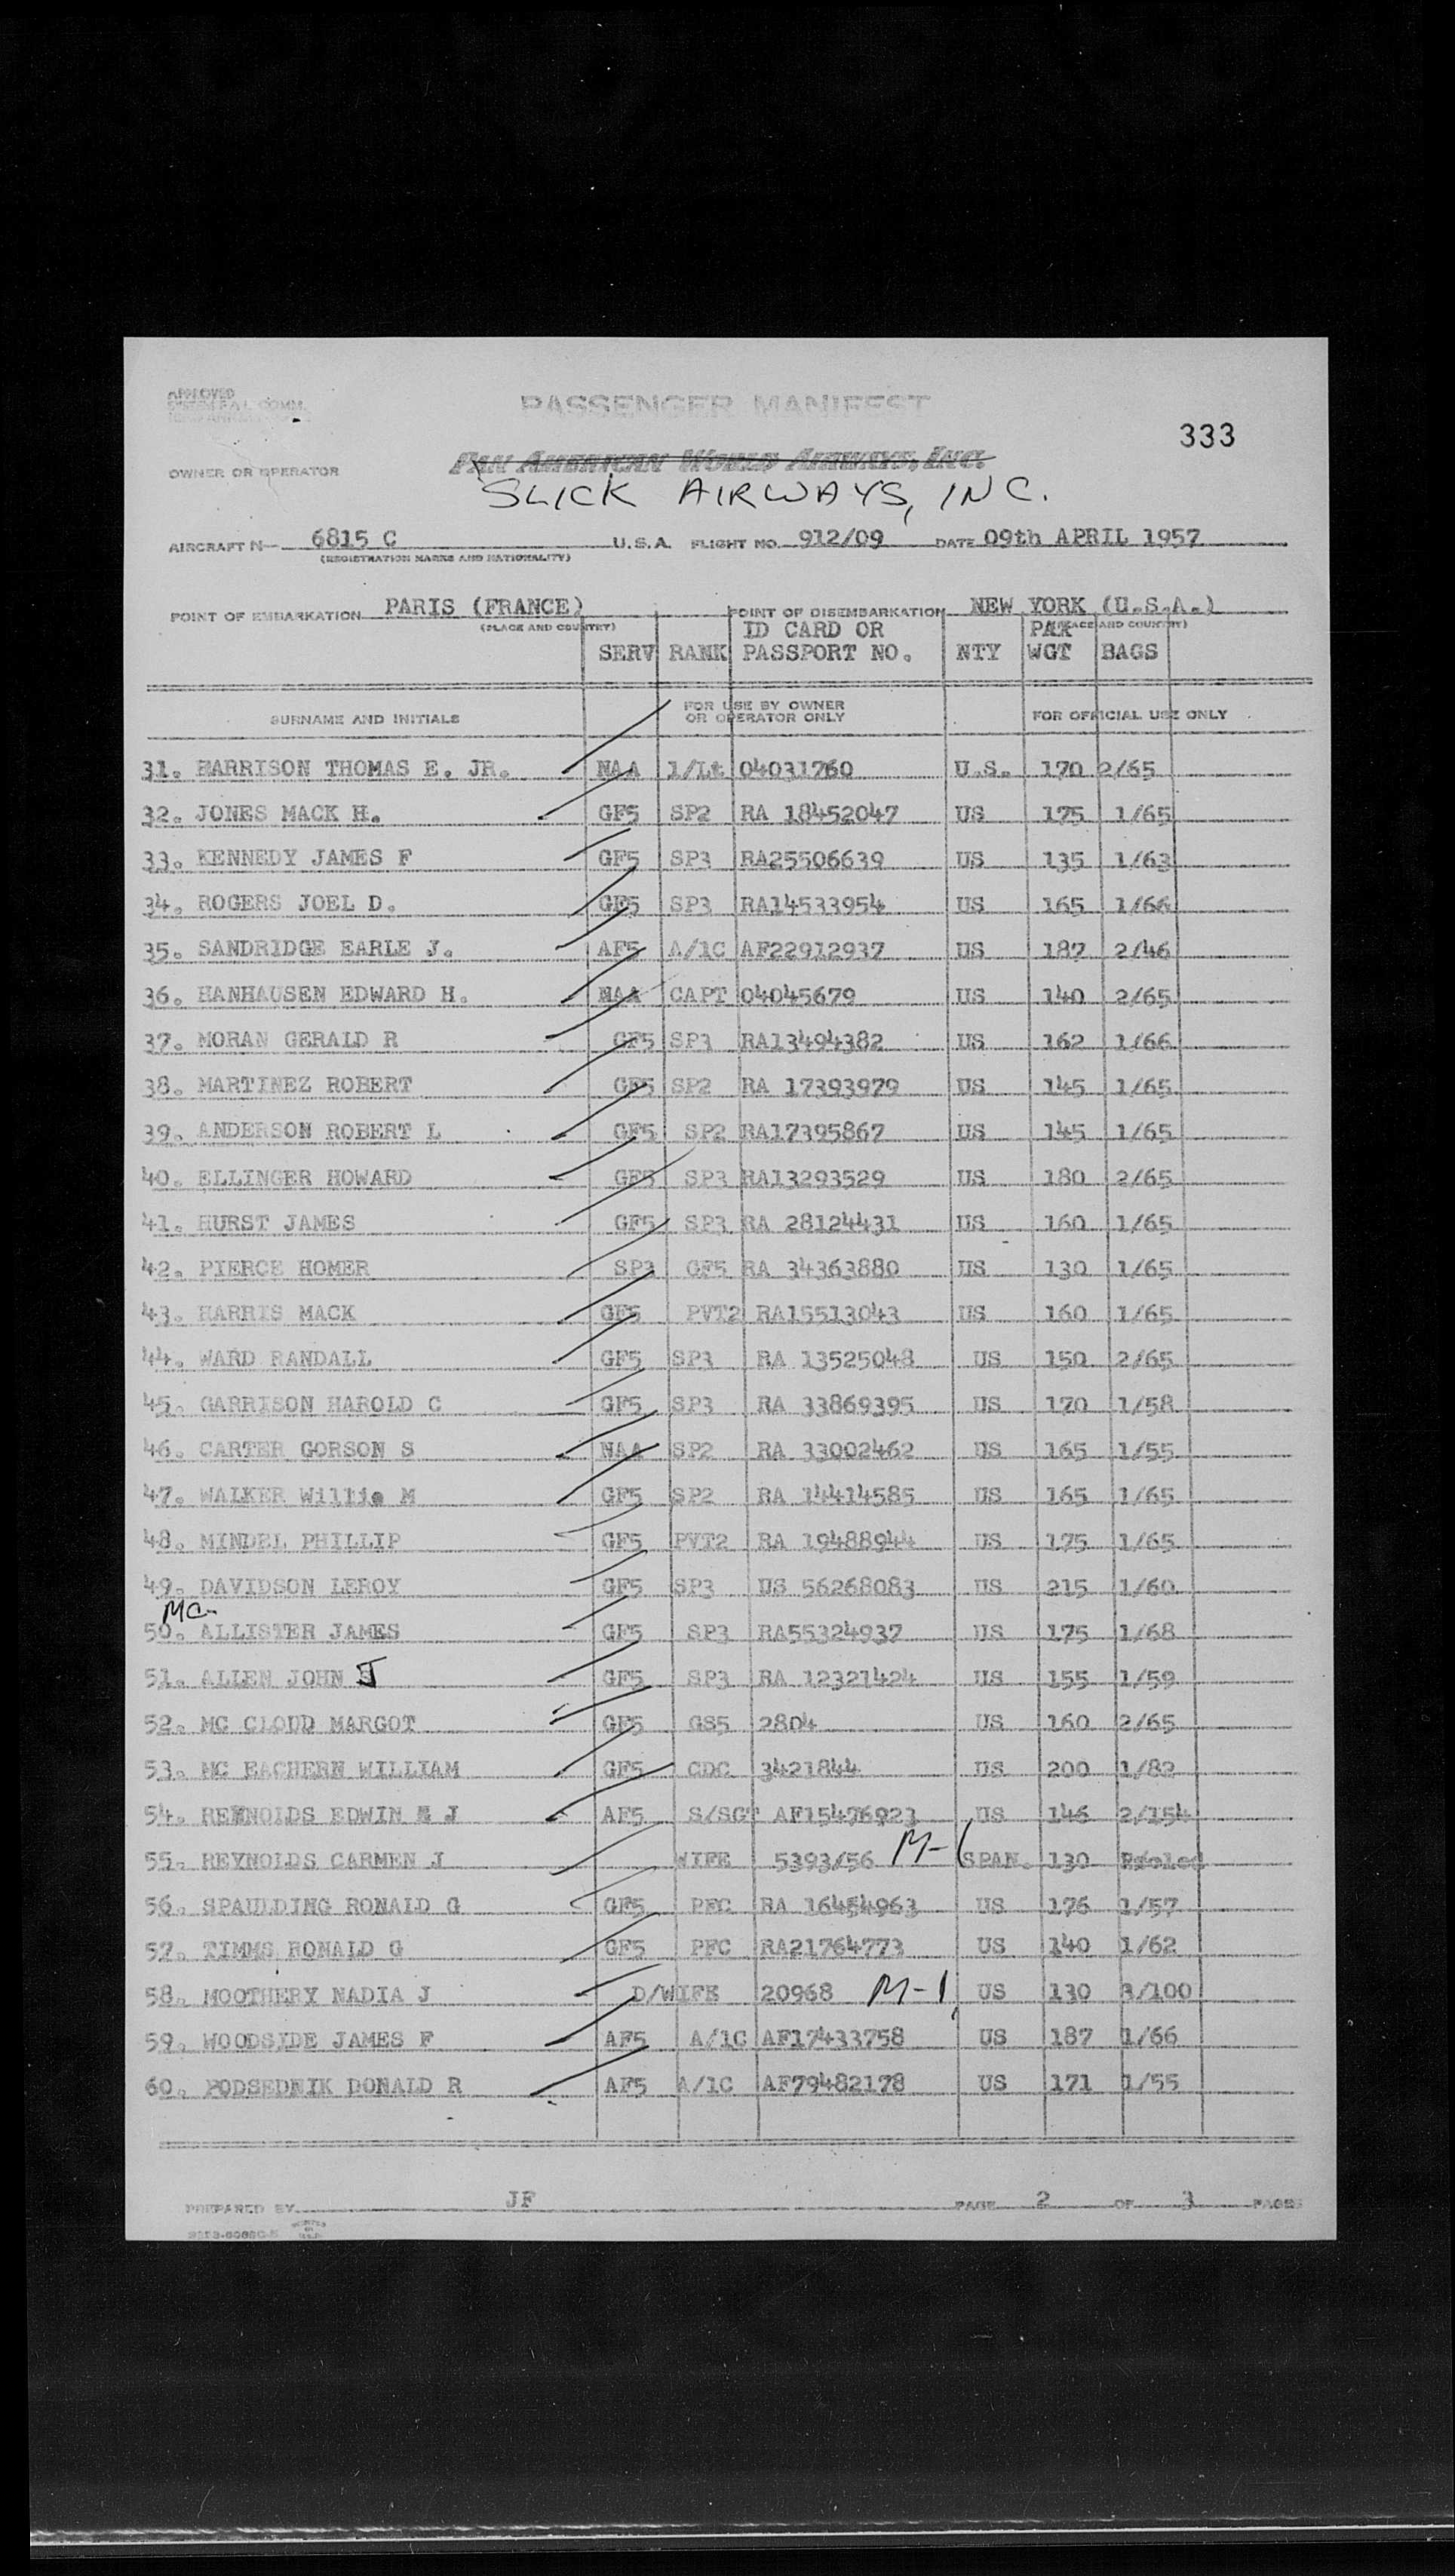 APPROVED
PASSENGER MANIFEST
333
OWNER OR OPERATOR PAN AMERICAN WORLD AIRWAYS, INC.
SLICK AIRWAYS, INC.
AIRCRAFT N 6815 C U.S.A. FLIGHT NO. 912/09 DATE 09th APRIL 1957
(REGISTRATION MARKS AND NATIONALITY)
POINT OF EMBARKATION PARIS (FRANCE) POINT OF DISEMBARKATION NEW YORK (U.S.A.)
(PLACE AND COUNTRY) (PLACE AND COUNTRY)
ID CARD OR PAX
SERV RANK PASSPORT NO. NTY WGT BAGS
FOR USE BY OWNER
SURNAME AND INITIALS OR OPERATOR ONLY FOR OFFICIAL USE ONLY
31. HARRISON THOMAS E. JR. NAA 1/Lt 04031760 U.S. 170 2/65
32. JONES MACK H. GF5 SP2 RA 18452047 US 175 1/65
33. KENNEDY JAMES F GF5 SP3 RA25506639 US 135 1/63
34. ROGERS JOEL D. GF5 SP3 RA14533954 US 165 1/66
35. SANDRIDGE EARLE J. AF5 A/1C AF22912937 US 187 2/46
36. HANHAUSEN EDWARD H. NAA CAPT 04045679 US 140 2/65
37. MORAN GERALD R GF5 SP3 RA13494382 US 162 1/66
38. MARTINEZ ROBERT GF5 SP2 RA 17393979 US 145 1/65
39. ANDERSON ROBERT L GF5 SP2 RA17395867 US 145 1/65
40. ELLINGER HOWARD GF5 SP3 RA13293529 US 180 2/65
41. HURST JAMES GF5 SP3 RA 28124431 US 160 1/65
42. PIERCE HOMER SP3 GF5 RA 34363880 US 130 1/65
43. HARRIS MACK GF5 PVT2 RA15513043 US 160 1/65
44. WARD RANDALL GF5 SP3 RA 13525048 US 150 2/65
45. GARRISON HAROLD C GF5 SP3 RA 33869395 US 170 1/58
46. CARTER GORSON S NAA SP2 RA 33002462 US 165 1/55
47. WALKER Willie M GF5 SP2 RA 14414585 US 165 1/65
48. MINDEL PHILLIP GF5 PVT2 RA 19488944 US 175 1/65
49. DAVIDSON LEROY GF5 SP3 US 56268083 US 215 1/60
Mc
50. ALLISTER JAMES GF5 SP3 RA55324937 US 175 1/68
51. ALLEN JOHN J GF5 SP3 RA 12321424 US 155 1/59
52. MC CLOUD MARGOT GF5 GS5 2804 US 160 2/65
53. MC EACHERN WILLIAM GF5 CDC 3421844 US 200 1/82
54. REYNOLDS EDWIN J AF5 S/SGT AF15476923 US 146 2/154
55. REYNOLDS CARMEN J WIFE 5393/56 M-1 SPAN. 130 Pooled
56. SPAULDING RONALD G GF5 PFC RA 16454963 US 176 1/57
57. TIMMS RONALD G GF5 PFC RA21764773 US 140 1/62
58. MOOTHERY NADIA J D/WIFE 20968 M-1 US 130 3/100
59. WOODSIDE JAMES F AF5 A/1C AF17433758 US 187 1/66
60. PODSEDNIK DONALD R AF5 A/1C AF79482178 US 171 1/55
PREPARED BY JF PAGE 2 OF 3 PAGES